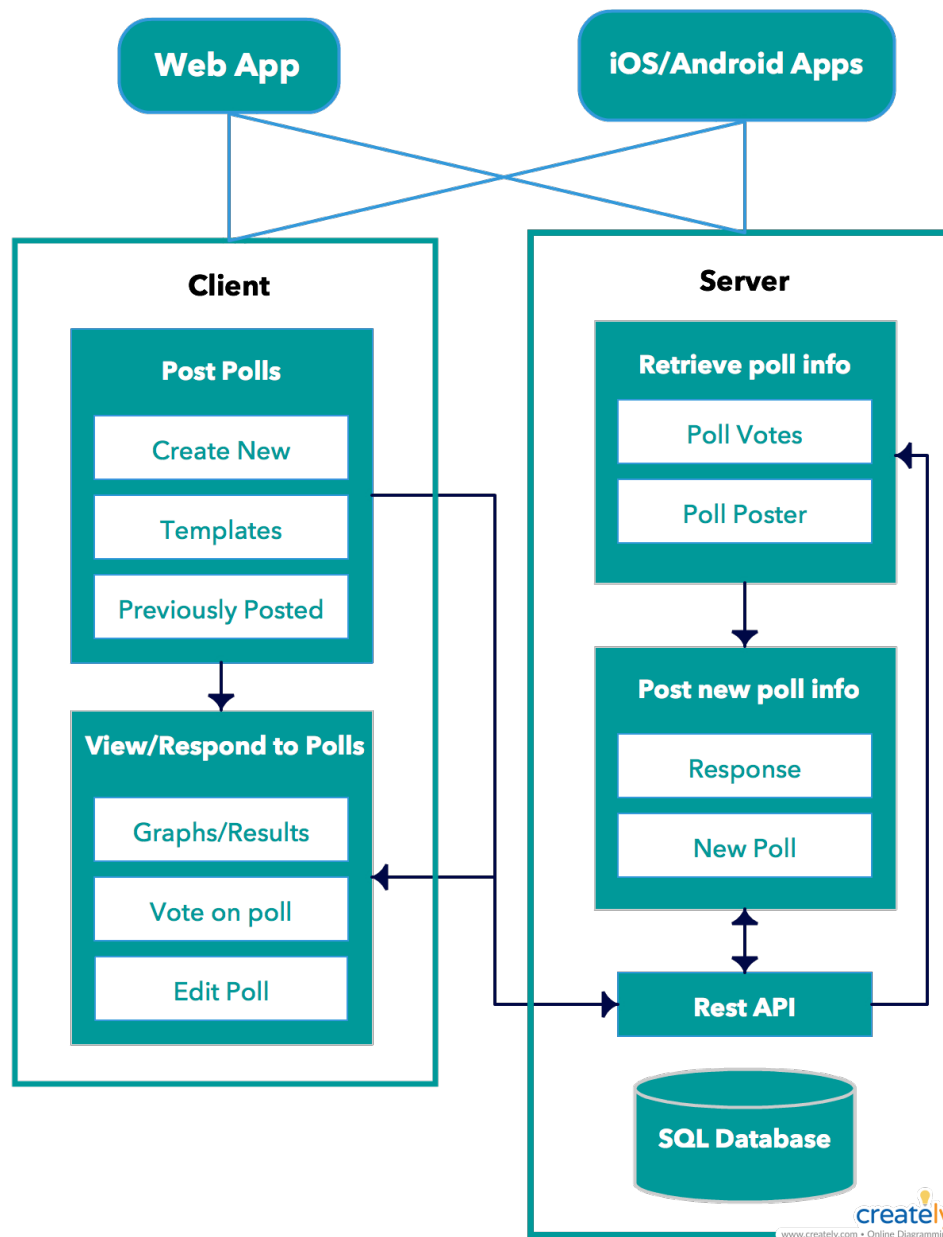 Web App
iOS/Android Apps
Client
Post Polls
Create New
Templates
Previously Posted
View/Respond to Polls
Graphs/Results
Vote on poll
Edit Poll
Server
Retrieve poll info
Poll Votes
Poll Poster
Post new poll info
Response
New Poll
Rest API
SQL Database
creately
www.creately.com • Online Diagrammi